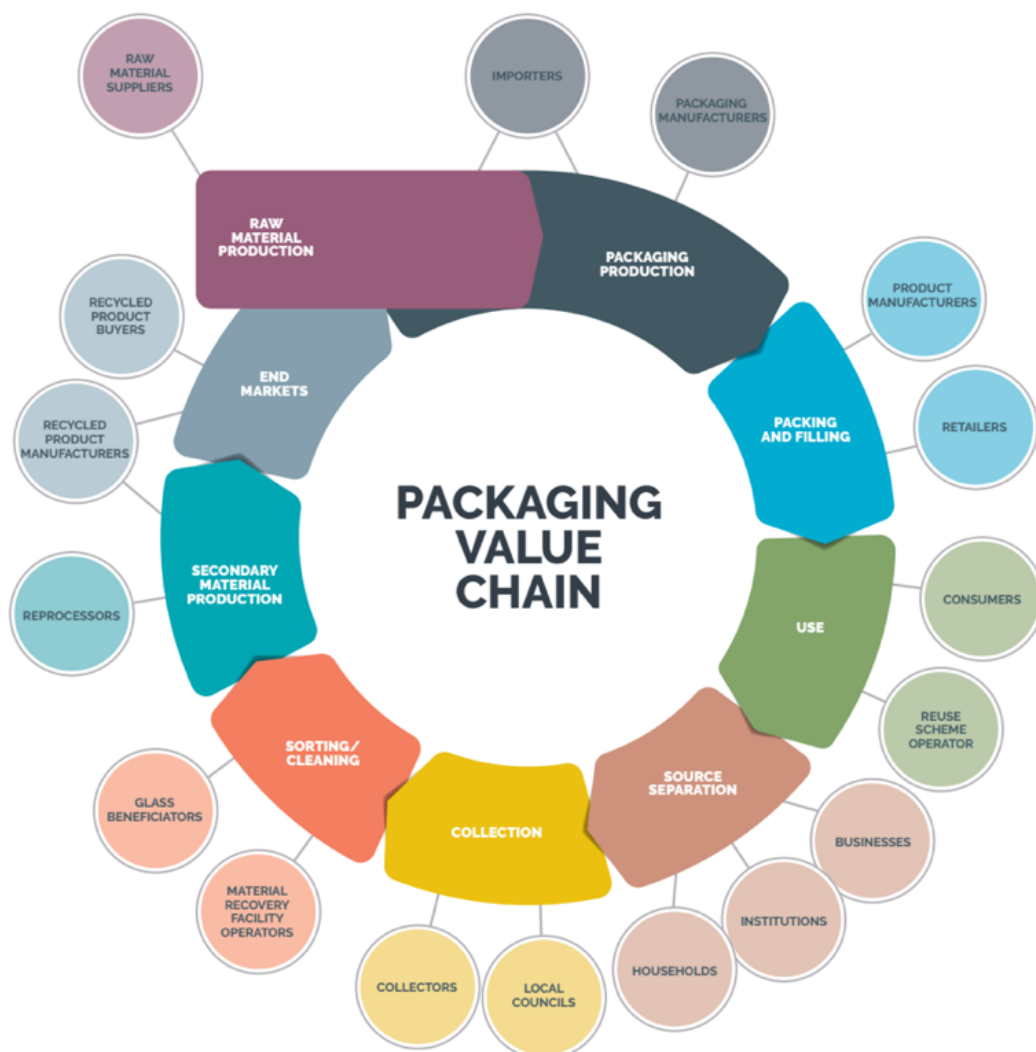 RAW
MATERIAL
SUPPLIERS
IMPORTERS
PACKAGING
MANUFACTURERS
RAW
MATERIAL
PRODUCTION
PACKAGING
PRODUCTION
PRODUCT
MANUFACTURERS
RECYCLED
PRODUCT
BUYERS
END
MARKETS
PACKING
AND FILLING
RETAILERS
RECYCLED
PRODUCT
MANUFACTURERS
PACKAGING
VALUE
CHAIN
SECONDARY
MATERIAL
PRODUCTION
REPROCESSORS
USE
CONSUMERS
REUSE
SCHEME
OPERATOR
SORTING/
CLEANING
SOURCE
SEPARATION
COLLECTION
GLASS
BENEFICIATORS
BUSINESSES
MATERIAL
RECOVERY
FACILITY
OPERATORS
INSTITUTIONS
HOUSEHOLDS
COLLECTORS
LOCAL
COUNCILS